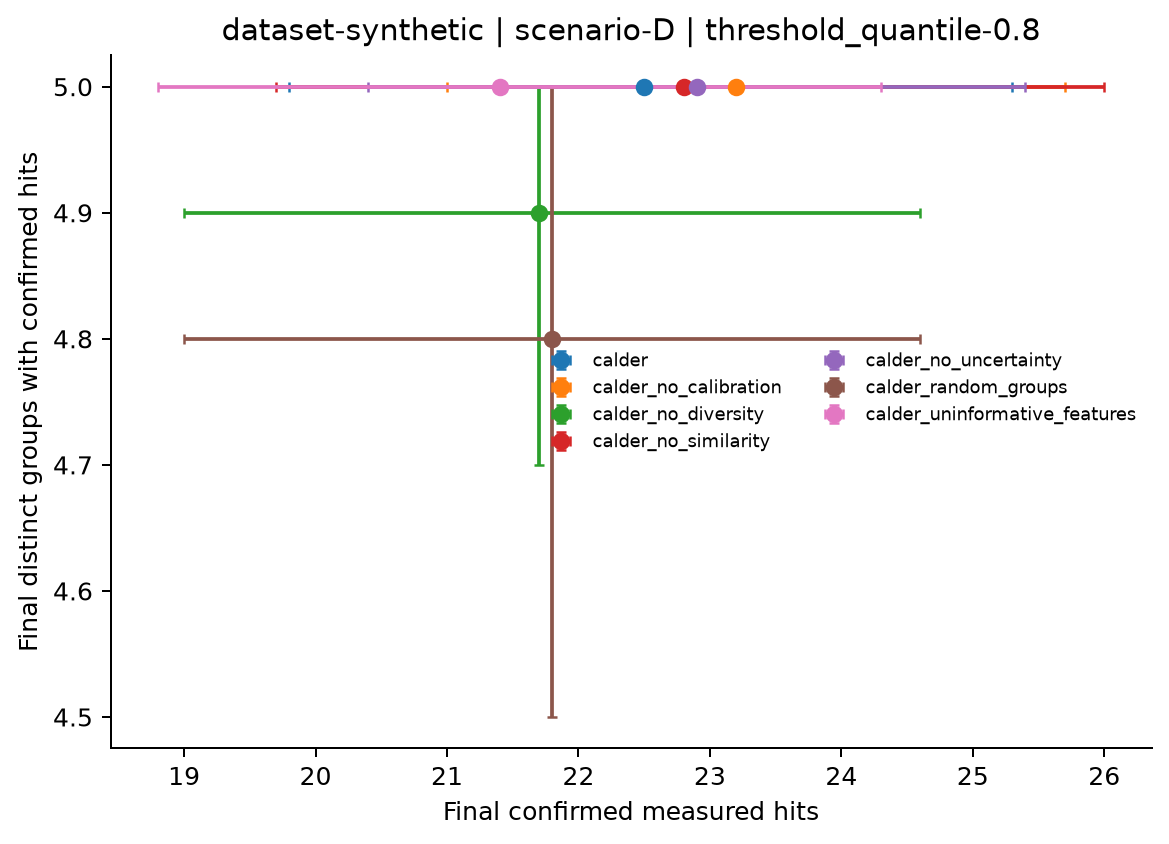 dataset-synthetic | scenario-D | threshold_quantile-0.8
Final distinct groups with confirmed hits
5.0
4.9
4.8
4.7
4.6
4.5
calder
calder_no_calibration
calder_no_diversity
calder_no_similarity
calder_no_uncertainty
calder_random_groups
calder_uninformative_features
19 20 21 22 23 24 25 26
Final confirmed measured hits